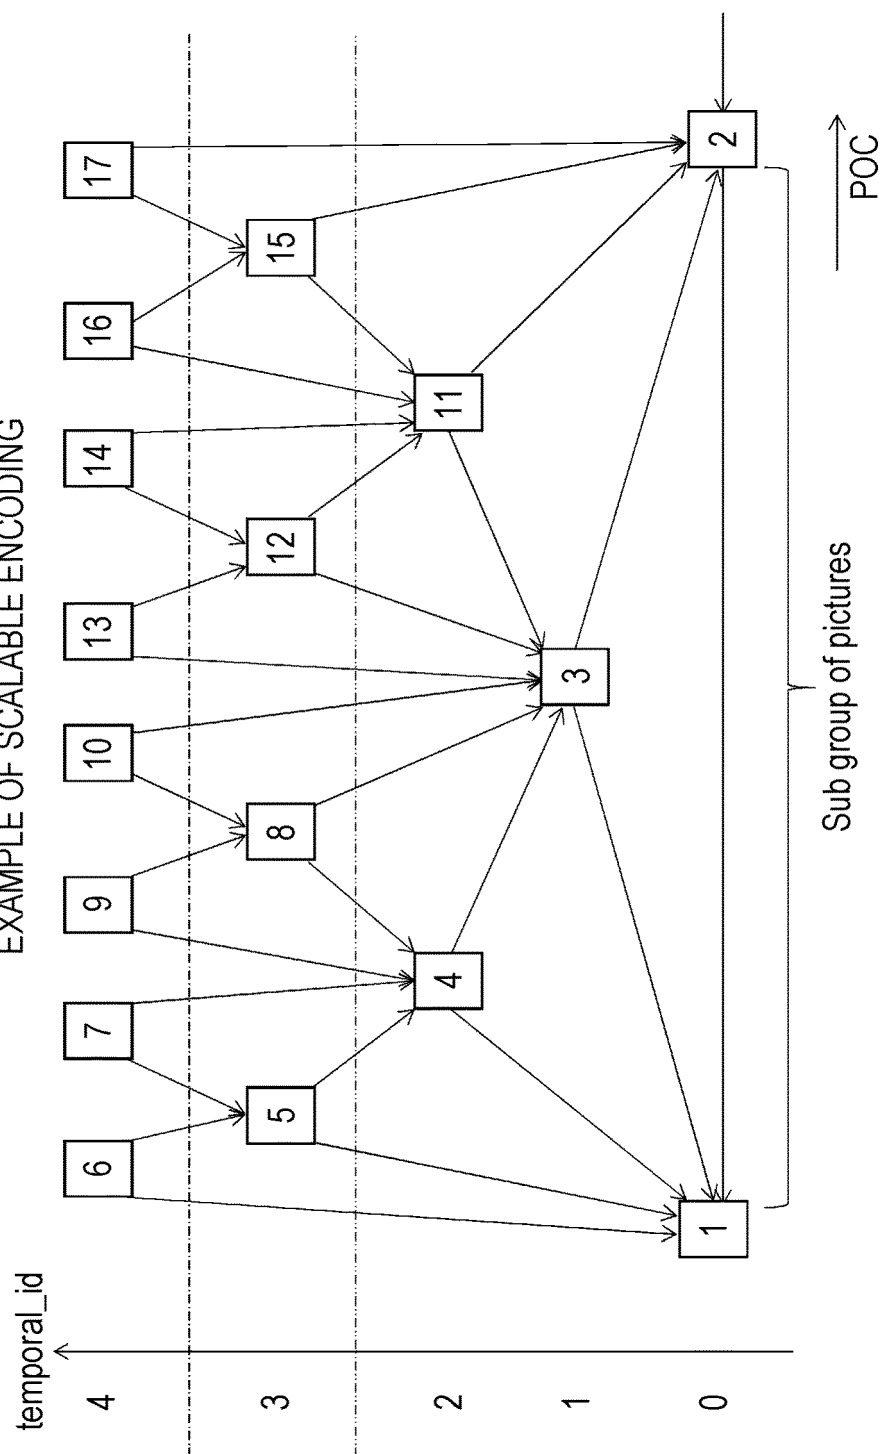 EXAMPLE OF SCALABLE ENCODING
temporal_id
4 6 7 9 10 13 14 16 17
3 5 8 12 15
2 4 11
1 3
0 1 2
Sub group of pictures
POC